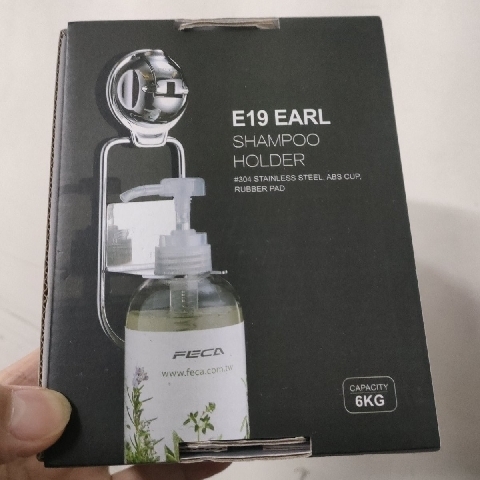 E19 EARL
SHAMPOO
HOLDER
#304 STAINLESS STEEL, ABS CUP,
RUBBER PAD
FECA
www.feca.com.tw
CAPACITY
6KG